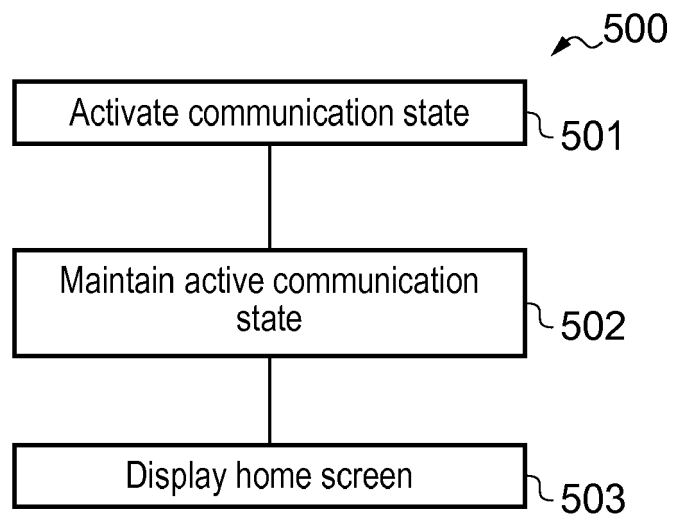 500
Activate communication state
501
Maintain active communication
state
502
Display home screen
503